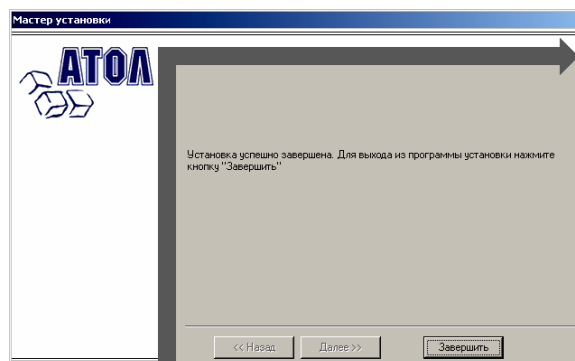 Мастер установки
АТОЛ
Установка успешно завершена. Для выхода из программы установки нажмите
кнопку "Завершить"
<< Назад
Далее >>
Завершить